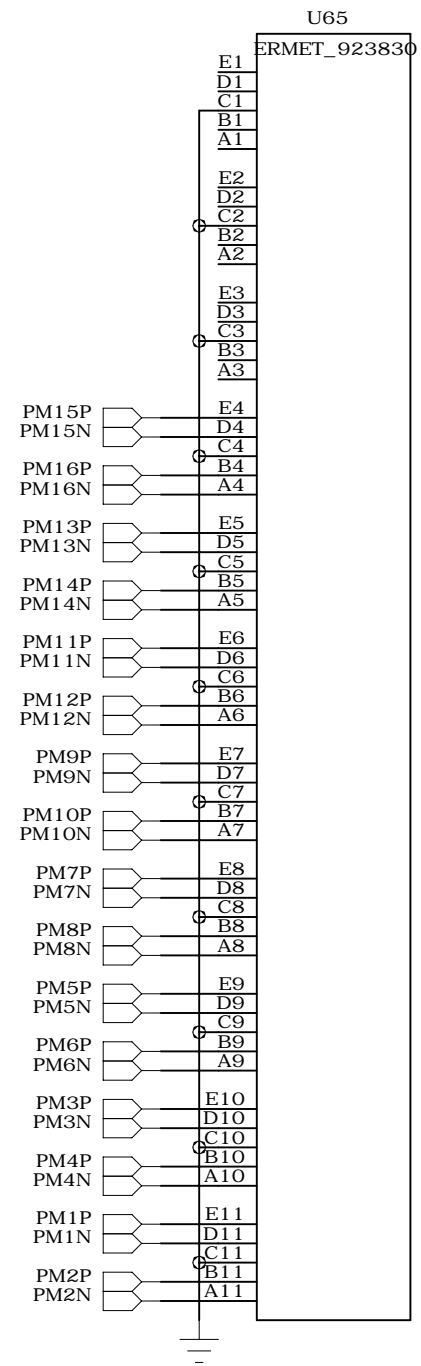 U65
ERMET_923830
E1
D1
C1
B1
A1
E2
D2
C2
B2
A2
E3
D3
C3
B3
A3
PM15P E4
PM15N D4
C4
PM16P B4
PM16N A4
PM13P E5
PM13N D5
C5
PM14P B5
PM14N A5
PM11P E6
PM11N D6
C6
PM12P B6
PM12N A6
PM9P E7
PM9N D7
C7
PM10P B7
PM10N A7
PM7P E8
PM7N D8
C8
PM8P B8
PM8N A8
PM5P E9
PM5N D9
C9
PM6P B9
PM6N A9
PM3P E10
PM3N D10
C10
PM4P B10
PM4N A10
PM1P E11
PM1N D11
C11
PM2P B11
PM2N A11